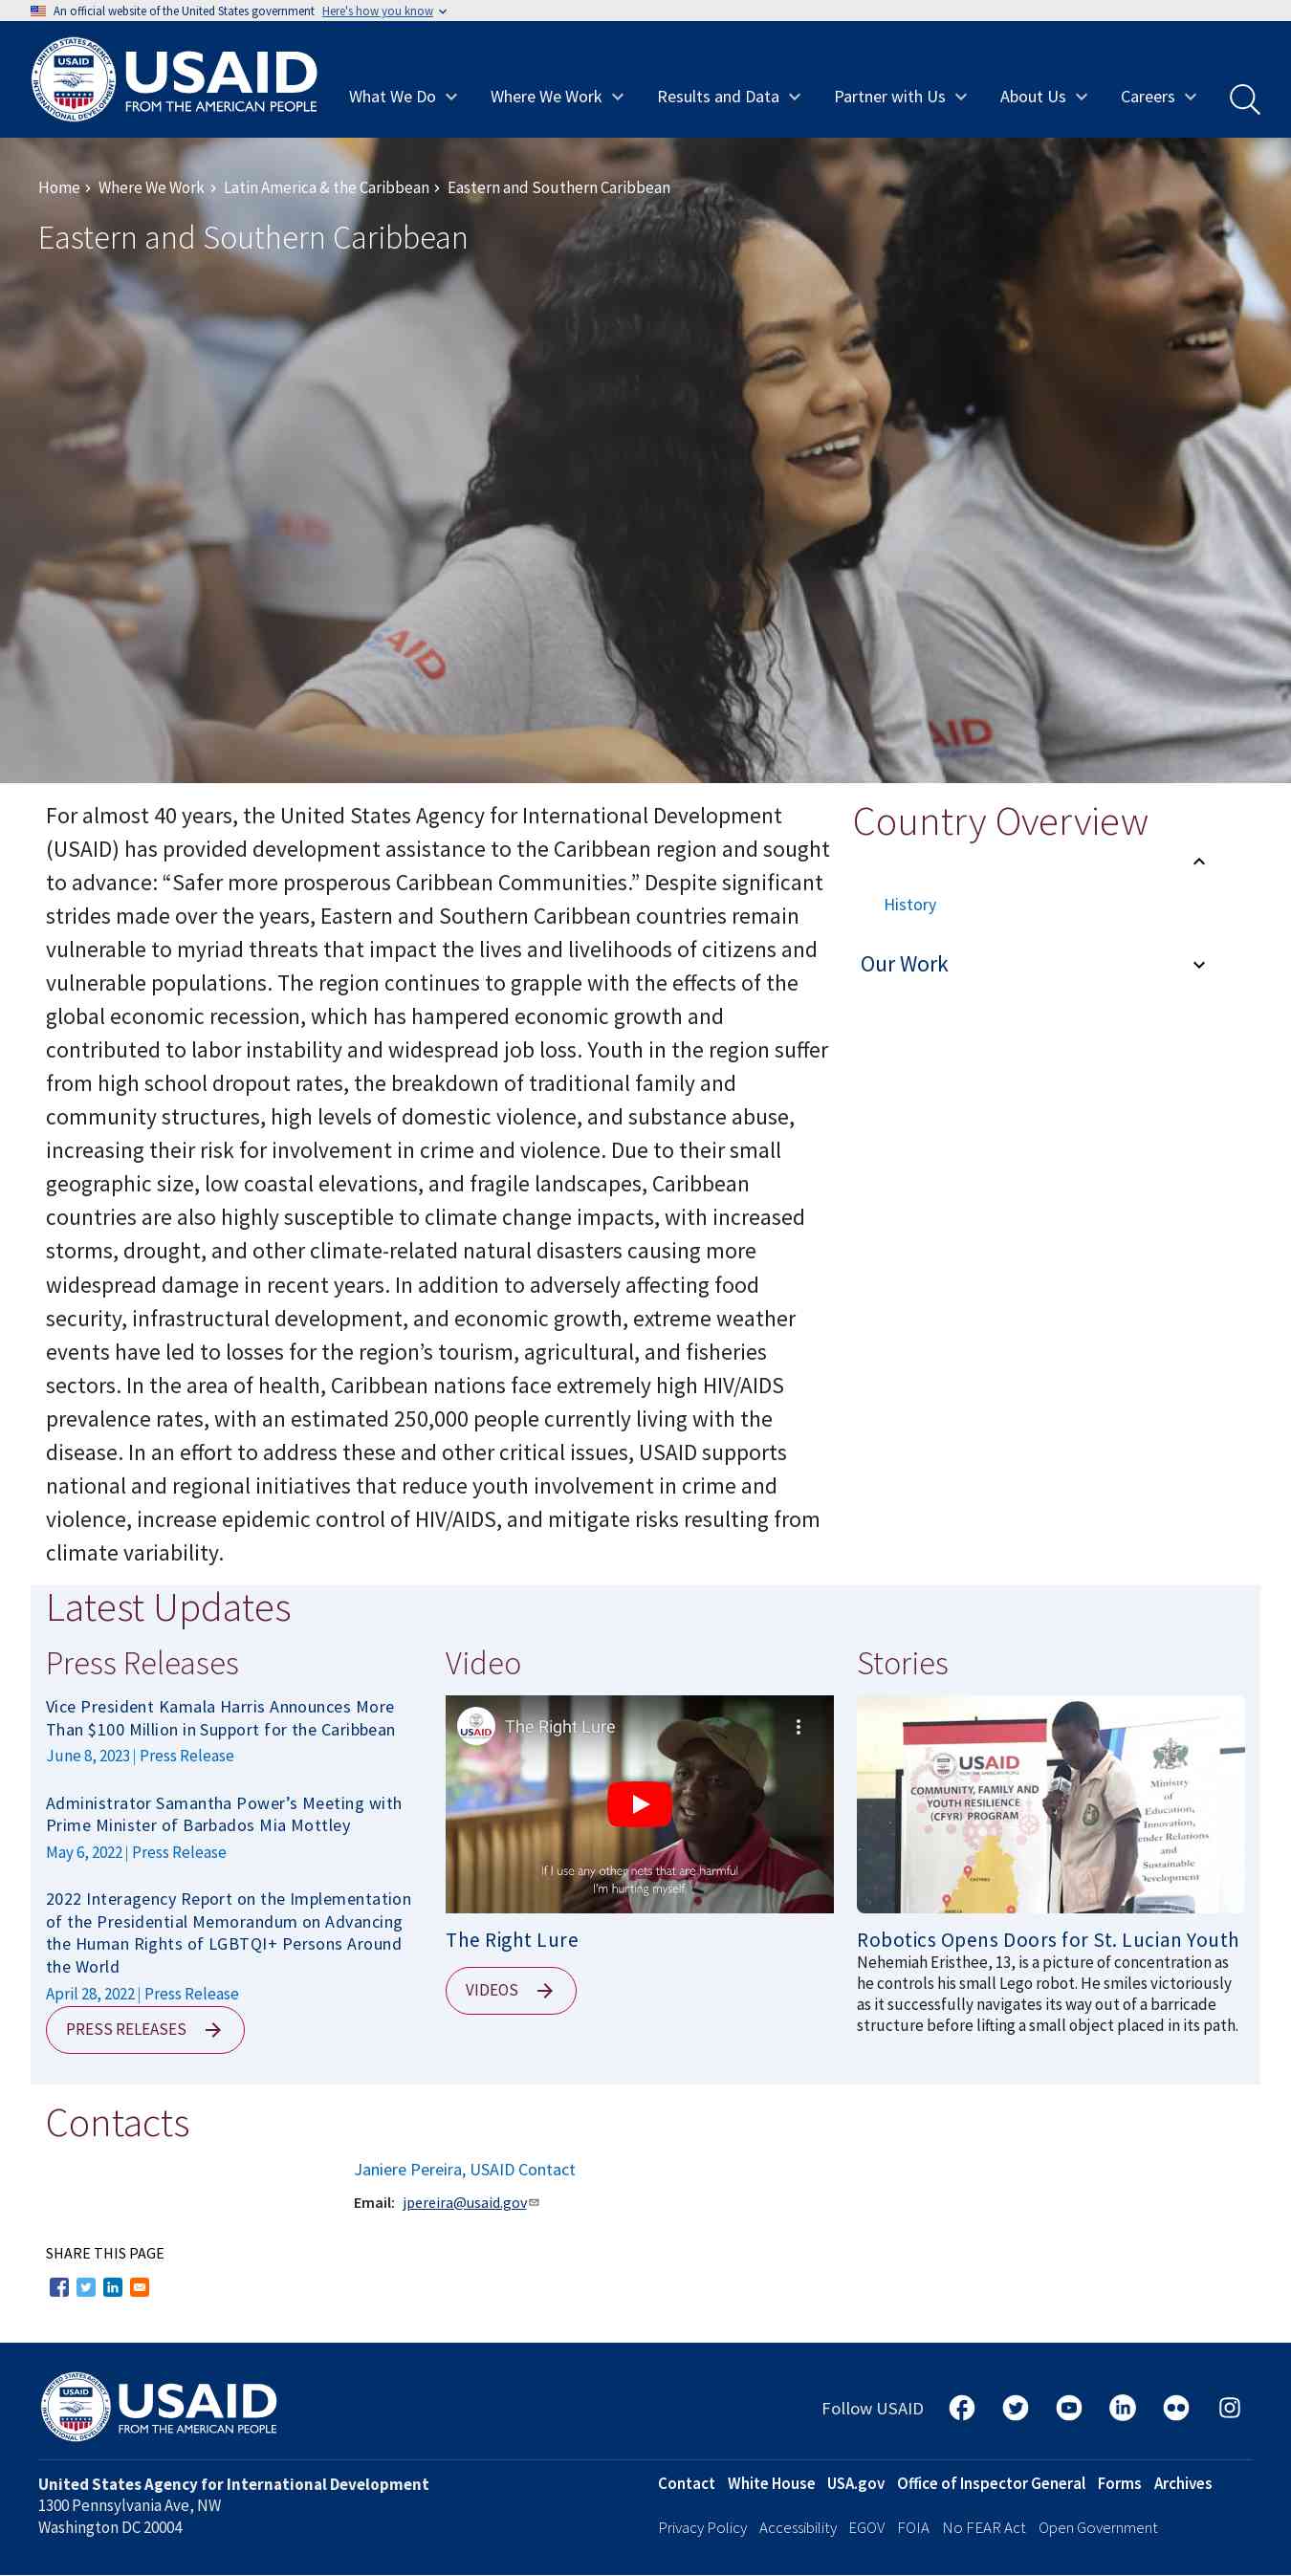 An official website of the United States government Here's how you know
UNITED STATES AGENCY
USAID
INTERNATIONAL DEVELOPMENT
USAID
FROM THE AMERICAN PEOPLE
What We Do
Where We Work
Results and Data
Partner with Us
About Us
Careers
Home > Where We Work > Latin America & the Caribbean > Eastern and Southern Caribbean
Eastern and Southern Caribbean
USAID
For almost 40 years, the United States Agency for International Development
(USAID) has provided development assistance to the Caribbean region and sought
to advance: “Safer more prosperous Caribbean Communities.” Despite significant
strides made over the years, Eastern and Southern Caribbean countries remain
vulnerable to myriad threats that impact the lives and livelihoods of citizens and
vulnerable populations. The region continues to grapple with the effects of the
global economic recession, which has hampered economic growth and
contributed to labor instability and widespread job loss. Youth in the region suffer
from high school dropout rates, the breakdown of traditional family and
community structures, high levels of domestic violence, and substance abuse,
increasing their risk for involvement in crime and violence. Due to their small
geographic size, low coastal elevations, and fragile landscapes, Caribbean
countries are also highly susceptible to climate change impacts, with increased
storms, drought, and other climate-related natural disasters causing more
widespread damage in recent years. In addition to adversely affecting food
security, infrastructural development, and economic growth, extreme weather
events have led to losses for the region’s tourism, agricultural, and fisheries
sectors. In the area of health, Caribbean nations face extremely high HIV/AIDS
prevalence rates, with an estimated 250,000 people currently living with the
disease. In an effort to address these and other critical issues, USAID supports
national and regional initiatives that reduce youth involvement in crime and
violence, increase epidemic control of HIV/AIDS, and mitigate risks resulting from
climate variability.
Country Overview
History
Our Work
Latest Updates
Press Releases
Vice President Kamala Harris Announces More
Than $100 Million in Support for the Caribbean
June 8, 2023 | Press Release
Administrator Samantha Power’s Meeting with
Prime Minister of Barbados Mia Mottley
May 6, 2022 | Press Release
2022 Interagency Report on the Implementation
of the Presidential Memorandum on Advancing
the Human Rights of LGBTQI+ Persons Around
the World
April 28, 2022 | Press Release
PRESS RELEASES
Video
USAID
The Right Lure
If I use any other nets that are harmful
I'm hurting myself.
The Right Lure
VIDEOS
Stories
USAID
COMMUNITY, FAMILY AND
YOUTH RESILIENCE
(CFYR) PROGRAM
Ministry
of
Education,
Innovation,
ender Relations
and
Sustainable
Development
Robotics Opens Doors for St. Lucian Youth
Nehemiah Eristhee, 13, is a picture of concentration as
he controls his small Lego robot. He smiles victoriously
as it successfully navigates its way out of a barricade
structure before lifting a small object placed in its path.
Contacts
Janiere Pereira, USAID Contact
Email: jpereira@usaid.gov
SHARE THIS PAGE
UNITED STATES AGENCY
INTERNATIONAL DEVELOPMENT
USAID
USAID
FROM THE AMERICAN PEOPLE
Follow USAID
United States Agency for International Development
1300 Pennsylvania Ave, NW
Washington DC 20004
Contact White House USA.gov Office of Inspector General Forms Archives
Privacy Policy Accessibility EGOV FOIA No FEAR Act Open Government